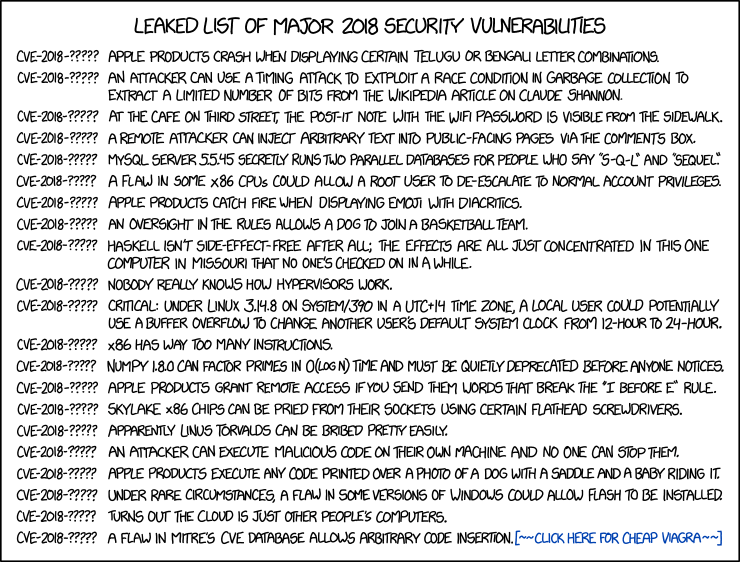 LEAKED LIST OF MAJOR 2018 SECURITY VULNERABILITIES
CVE-2018-????? APPLE PRODUCTS CRASH WHEN DISPLAYING CERTAIN TELUGU OR BENGALI LETTER COMBINATIONS.
CVE-2018-????? AN ATTACKER CAN USE A TIMING ATTACK TO EXTPLOIT A RACE CONDITION IN GARBAGE COLLECTION TO
EXTRACT A LIMITED NUMBER OF BITS FROM THE WIKIPEDIA ARTICLE ON CLAUDE SHANNON.
CVE-2018-????? AT THE CAFE ON THIRD STREET, THE POST-IT NOTE WITH THE WIFI PASSWORD IS VISIBLE FROM THE SIDEWALK.
CVE-2018-????? A REMOTE ATTACKER CAN INJECT ARBITRARY TEXT INTO PUBLIC-FACING PAGES VIA THE COMMENTS BOX.
CVE-2018-????? MYSQL SERVER 5.5.45 SECRETLY RUNS TWO PARALLEL DATABASES FOR PEOPLE WHO SAY "S-Q-L" AND "SEQUEL."
CVE-2018-????? A FLAW IN SOME x86 CPUs COULD ALLOW A ROOT USER TO DE-ESCALATE TO NORMAL ACCOUNT PRIVILEGES.
CVE-2018-????? APPLE PRODUCTS CATCH FIRE WHEN DISPLAYING EMOJI WITH DIACRITICS.
CVE-2018-????? AN OVERSIGHT IN THE RULES ALLOWS A DOG TO JOIN A BASKETBALL TEAM.
CVE-2018-????? HASKELL ISN'T SIDE-EFFECT-FREE AFTER ALL; THE EFFECTS ARE ALL JUST CONCENTRATED IN THIS ONE
COMPUTER IN MISSOURI THAT NO ONE'S CHECKED ON IN A WHILE.
CVE-2018-????? NOBODY REALLY KNOWS HOW HYPERVISORS WORK.
CVE-2018-????? CRITICAL: UNDER LINUX 3.14.8 ON SYSTEM/390 IN A UTC+14 TIME ZONE, A LOCAL USER COULD POTENTIALLY
USE A BUFFER OVERFLOW TO CHANGE ANOTHER USER'S DEFAULT SYSTEM CLOCK FROM 12-HOUR TO 24-HOUR.
CVE-2018-????? x86 HAS WAY TOO MANY INSTRUCTIONS.
CVE-2018-????? NUMPY 1.8.0 CAN FACTOR PRIMES IN O(LOG N) TIME AND MUST BE QUIETLY DEPRECATED BEFORE ANYONE NOTICES.
CVE-2018-????? APPLE PRODUCTS GRANT REMOTE ACCESS IF YOU SEND THEM WORDS THAT BREAK THE "I BEFORE E" RULE.
CVE-2018-????? SKYLAKE x86 CHIPS CAN BE PRIED FROM THEIR SOCKETS USING CERTAIN FLATHEAD SCREWDRIVERS.
CVE-2018-????? APPARENTLY LINUS TORVALDS CAN BE BRIBED PRETTY EASILY.
CVE-2018-????? AN ATTACKER CAN EXECUTE MALICIOUS CODE ON THEIR OWN MACHINE AND NO ONE CAN STOP THEM.
CVE-2018-????? APPLE PRODUCTS EXECUTE ANY CODE PRINTED OVER A PHOTO OF A DOG WITH A SADDLE AND A BABY RIDING IT.
CVE-2018-????? UNDER RARE CIRCUMSTANCES, A FLAW IN SOME VERSIONS OF WINDOWS COULD ALLOW FLASH TO BE INSTALLED.
CVE-2018-????? TURNS OUT THE CLOUD IS JUST OTHER PEOPLE'S COMPUTERS.
CVE-2018-????? A FLAW IN MITRE'S CVE DATABASE ALLOWS ARBITRARY CODE INSERTION.[~~CLICK HERE FOR CHEAP VIAGRA~~]